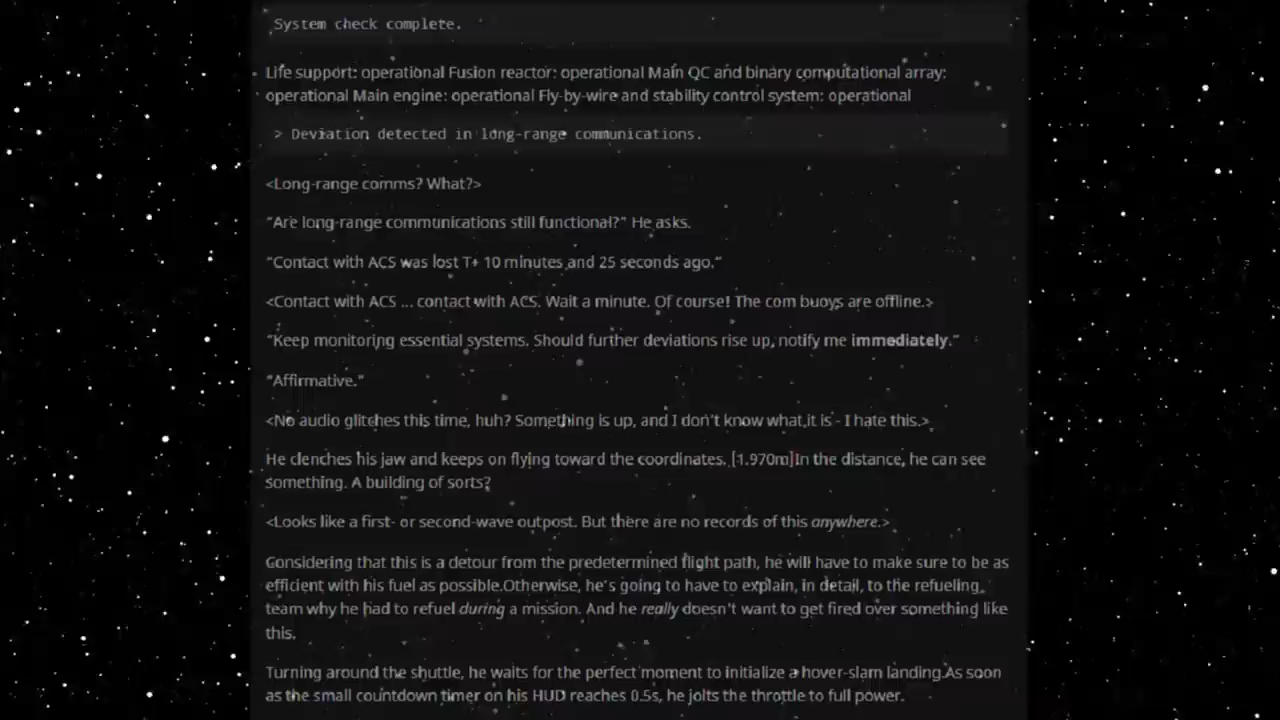 System check complete.
Life support: operational Fusion reactor: operational Main QC and binary computational array:
operational Main engine: operational Fly-by-wire and stability control system: operational
> Deviation detected in long-range communications.
<Long-range comms? What?>
“Are long-range communications still functional?” He asks.
“Contact with ACS was lost T+ 10 minutes and 25 seconds ago.”
<Contact with ACS ... contact with ACS. Wait a minute. Of course! The com buoys are offline.>
“Keep monitoring essential systems. Should further deviations rise up, notify me immediately.”
“Affirmative.”
<No audio glitches this time, huh? Something is up, and I don't know what it is - I hate this.>
He clenches his jaw and keeps on flying toward the coordinates. [1.970m]In the distance, he can see
something. A building of sorts?
<Looks like a first- or second-wave outpost. But there are no records of this anywhere.>
Considering that this is a detour from the predetermined flight path, he will have to make sure to be as
efficient with his fuel as possible.Otherwise, he's going to have to explain, in detail, to the refueling
team why he had to refuel during a mission. And he really doesn't want to get fired over something like
this.
Turning around the shuttle, he waits for the perfect moment to initialize a hover-slam landing.As soon
as the small countdown timer on his HUD reaches 0.5s, he jolts the throttle to full power.